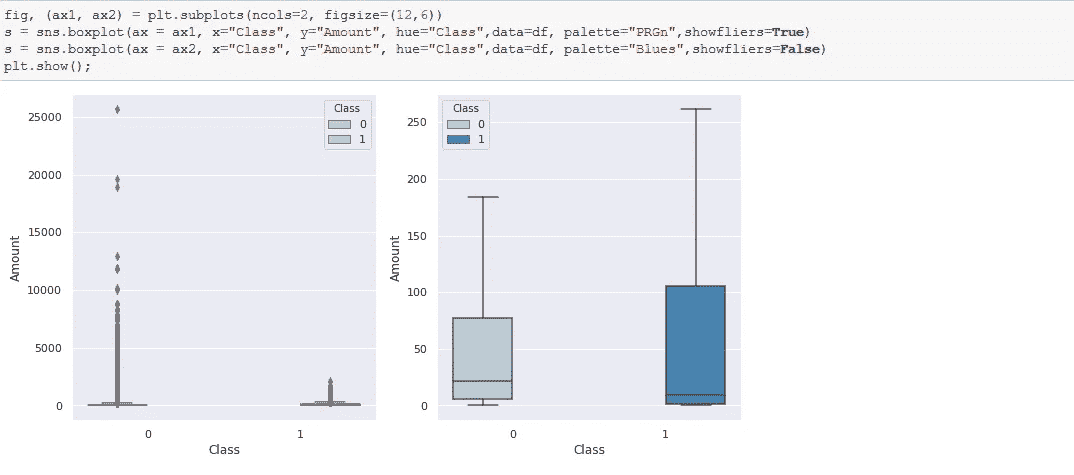 fig, (ax1, ax2) = plt.subplots(ncols=2, figsize=(12,6))
s = sns.boxplot(ax = ax1, x="Class", y="Amount", hue="Class",data=df, palette="PRGn",showfliers=True)
s = sns.boxplot(ax = ax2, x="Class", y="Amount", hue="Class",data=df, palette="Blues",showfliers=False)
plt.show();
Class
0
1
25000
20000
15000
10000
5000
0
Amount
0 1
Class
Class
0
1
250
200
150
100
50
0
Amount
0 1
Class